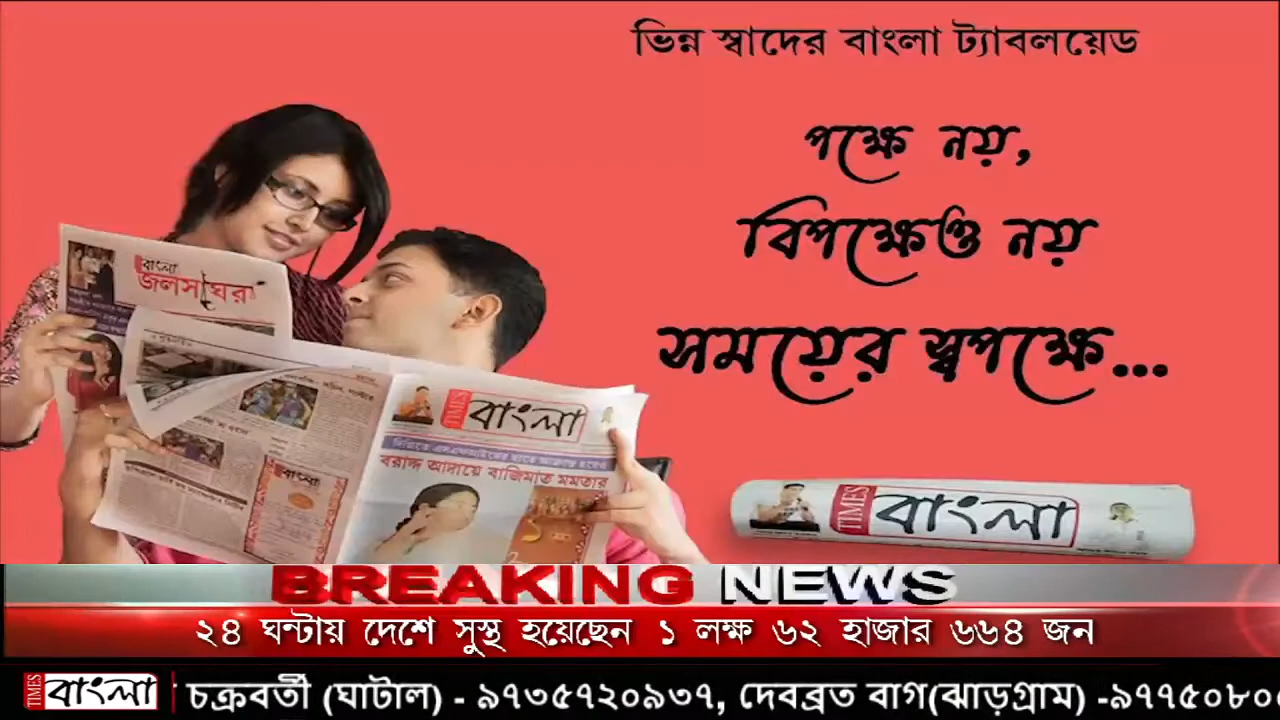 ভিন্ন স্বাদের বাংলা ট্যাবলয়েড
পক্ষে নয়,
বিপক্ষেও নয়
সময়ের স্বপক্ষে...
বাংলা
জলসাঘর
TIMES বাংলা
বরাদ্দ আদায়ে বাজিমাত মমতার
TIMES বাংলা
BREAKING NEWS
২৪ ঘন্টায় দেশে সুস্থ হয়েছেন ১ লক্ষ ৬২ হাজার ৬৬৪ জন
TIMES বাংলা চক্রবর্তী (ঘাটাল) - ৯৭৩৫৭২০৯৩৭, দেবব্রত বাগ(ঝাড়গ্রাম) -৯৭৭৫০৮০